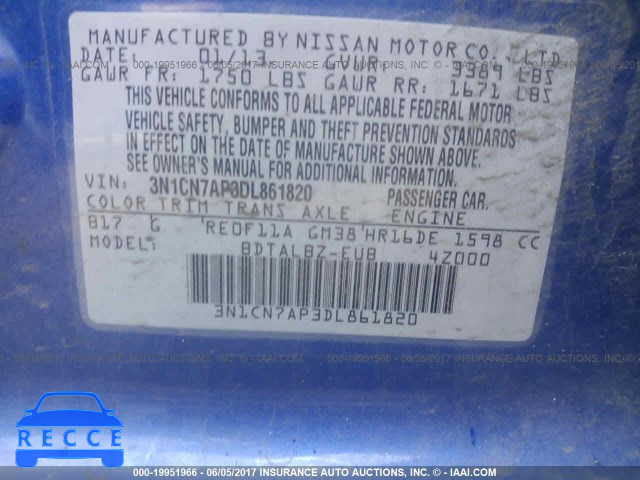 MANUFACTURED BY NISSAN MOTOR CO., LTD.
DATE: 01/13 3389 LBS
GAWR FR: 1750 LBS GAWR RR: 1671 LBS
THIS VEHICLE CONFORMS TO ALL APPLICABLE FEDERAL MOTOR
VEHICLE SAFETY, BUMPER AND THEFT PREVENTION STANDARDS
IN EFFECT ON THE DATE OF MANUFACTURE SHOWN ABOVE.
SEE OWNER'S MANUAL FOR ADDITIONAL INFORMATION.
VIN: 3N1CN7AP3DL861820 PASSENGER CAR.
COLOR TRIM TRANS AXLE ENGINE
B17 G RE0F11A GM38 HR16DE 1598 CC
MODEL: BDTALBZ-EUB 4Z000
3N1CN7AP3DL861820
RECCE
000-19951966 - 06/05/2017 INSURANCE AUTO AUCTIONS CENTER - © - IAAI.COM